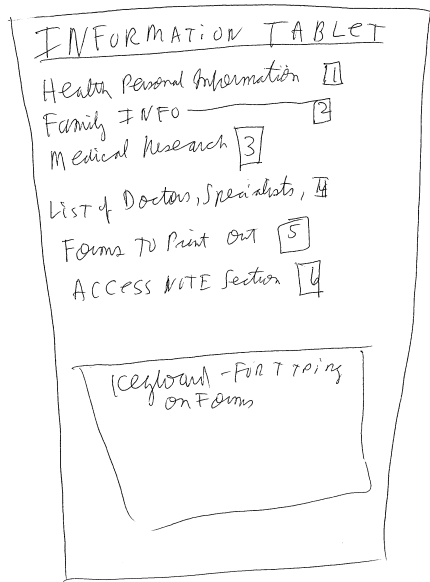 INFORMATION TABLET
Health Personal Information 1
Family INFO 2
Medical Research 3
List of Doctors, Specialists, 4
Forms To Print Out 5
ACCESS NOTE Section 6
Keyboard - FOR TYPing
on Forms